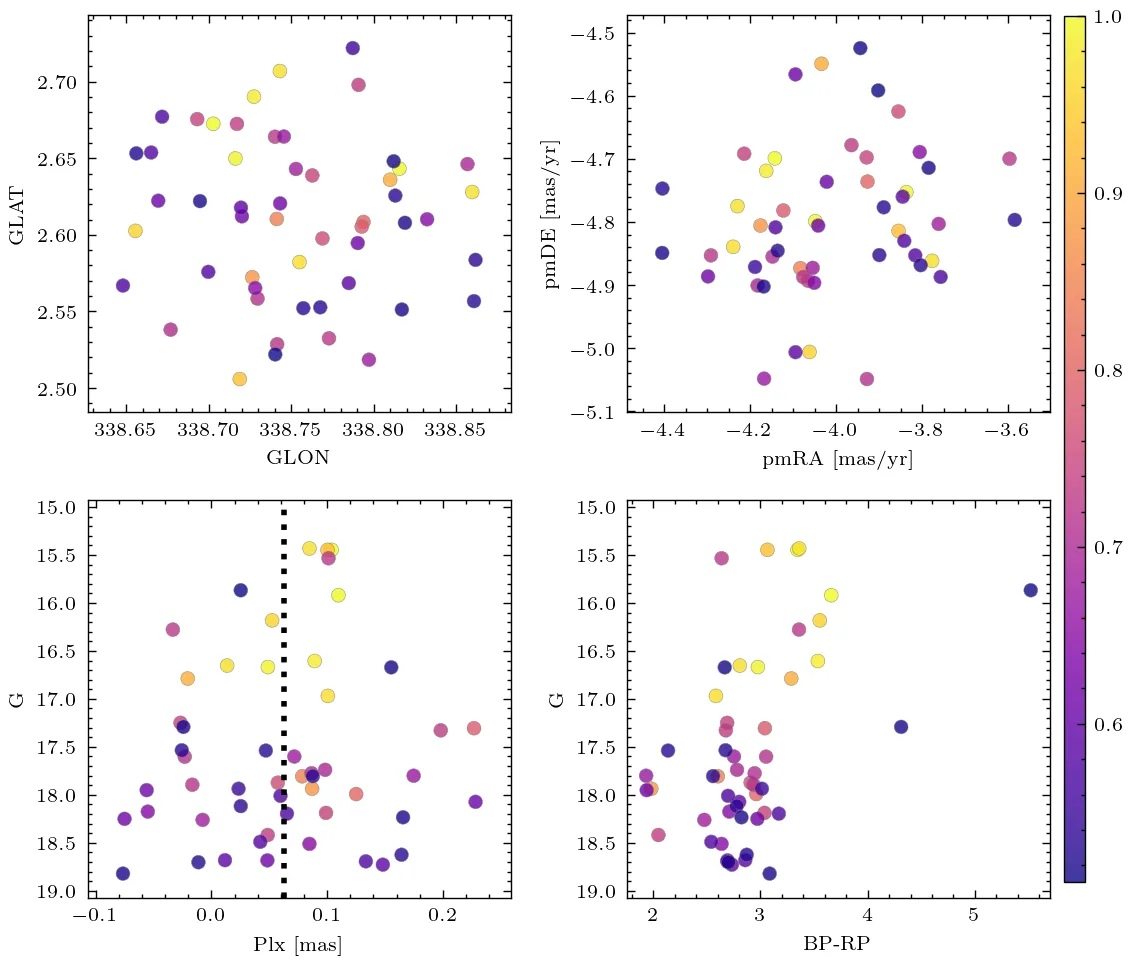 2.70
2.65
2.60
2.55
2.50
GLAT
338.65 338.70 338.75 338.80 338.85
GLON
−4.5
−4.6
−4.7
−4.8
−4.9
−5.0
−5.1
pmDE [mas/yr]
−4.4 −4.2 −4.0 −3.8 −3.6
pmRA [mas/yr]
15.0
15.5
16.0
16.5
17.0
17.5
18.0
18.5
19.0
G
−0.1 0.0 0.1 0.2
Plx [mas]
15.0
15.5
16.0
16.5
17.0
17.5
18.0
18.5
19.0
G
2 3 4 5
BP-RP
1.0
0.9
0.8
0.7
0.6